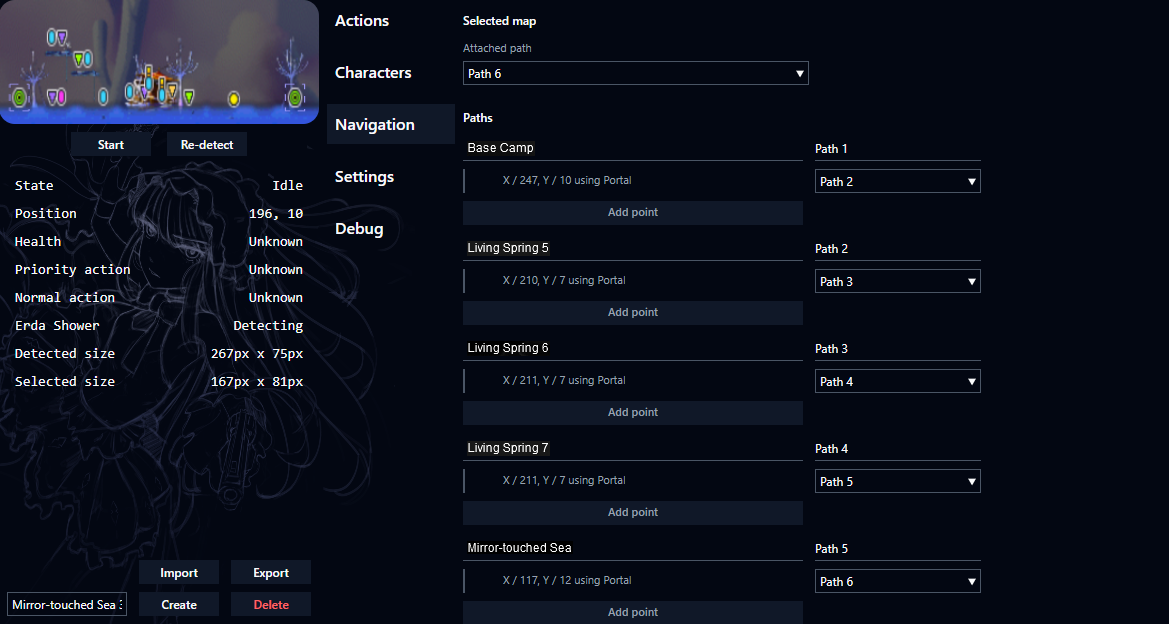 Start
Re-detect
State Idle
Position 196, 10
Health Unknown
Priority action Unknown
Normal action Unknown
Erda Shower Detecting
Detected size 267px x 75px
Selected size 167px x 81px
Import
Export
Mirror-touched Sea
Create
Delete
Actions
Characters
Navigation
Settings
Debug
Selected map
Attached path
Path 6
Paths
Base Camp
Path 1
X / 247, Y / 10 using Portal
Path 2
Add point
Living Spring 5
Path 2
X / 210, Y / 7 using Portal
Path 3
Add point
Living Spring 6
Path 3
X / 211, Y / 7 using Portal
Path 4
Add point
Living Spring 7
Path 4
X / 211, Y / 7 using Portal
Path 5
Add point
Mirror-touched Sea
Path 5
X / 117, Y / 12 using Portal
Path 6
Add point